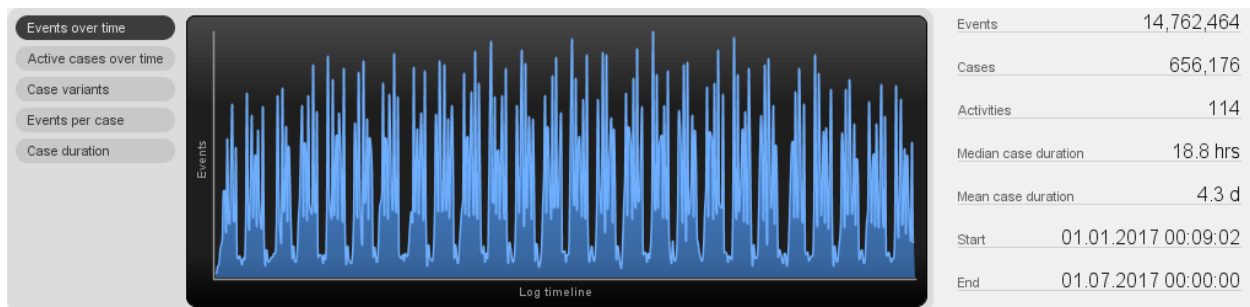 Events over time
Active cases over time
Case variants
Events per case
Case duration
Events
Log timeline
Events 14,762,464
Cases 656,176
Activities 114
Median case duration 18.8 hrs
Mean case duration 4.3 d
Start 01.01.2017 00:09:02
End 01.07.2017 00:00:00